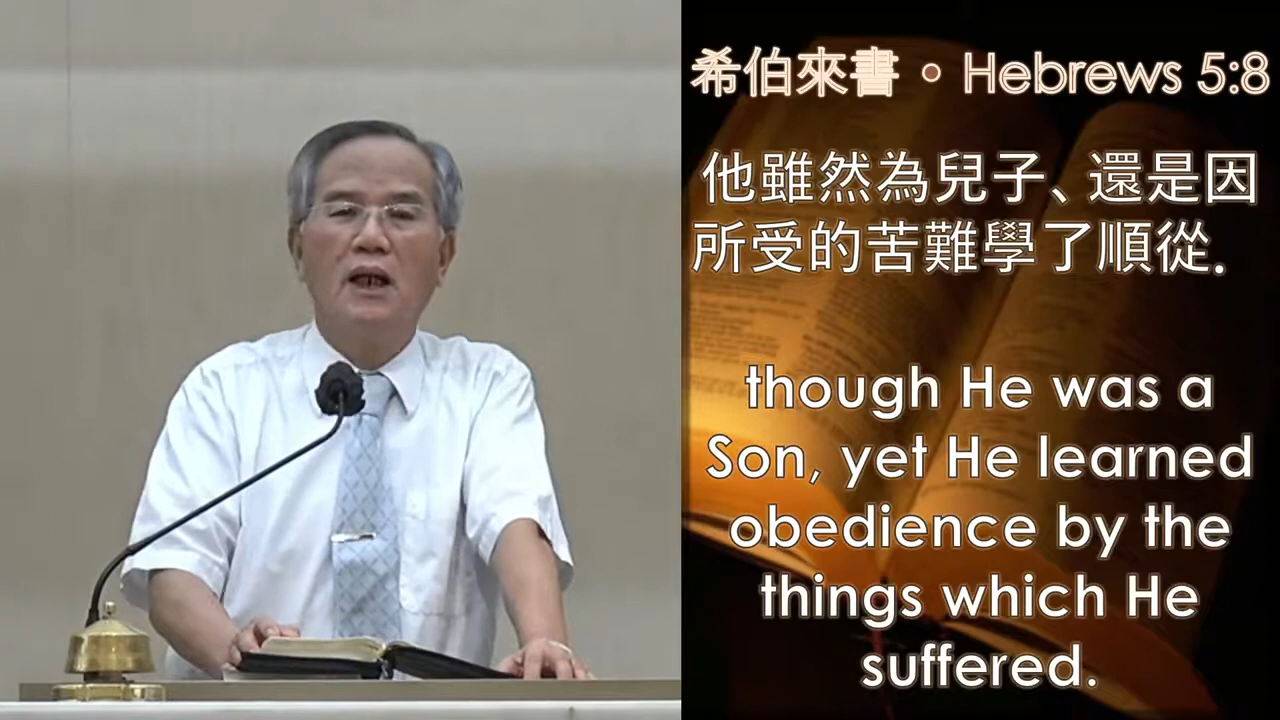 希伯來書。Hebrews 5:8
他雖然為兒子、還是因
所受的苦難學了順從.
though He was a
Son, yet He learned
obedience by the
things which He
suffered.